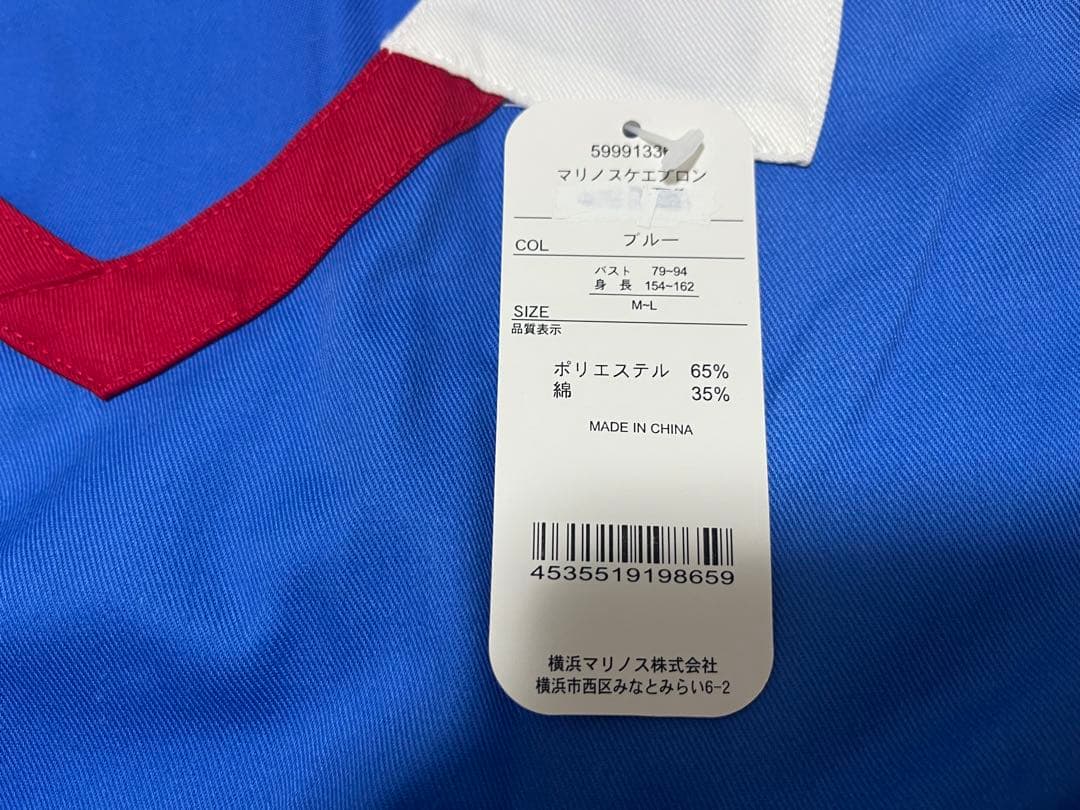 5999133
マリノスケエプロン
COL ブルー
バスト 79~94
身長 154~162
SIZE M~L
品質表示
ポリエステル 65%
綿 35%
MADE IN CHINA
4535519198659
横浜マリノス株式会社
横浜市西区みなとみらい6-2